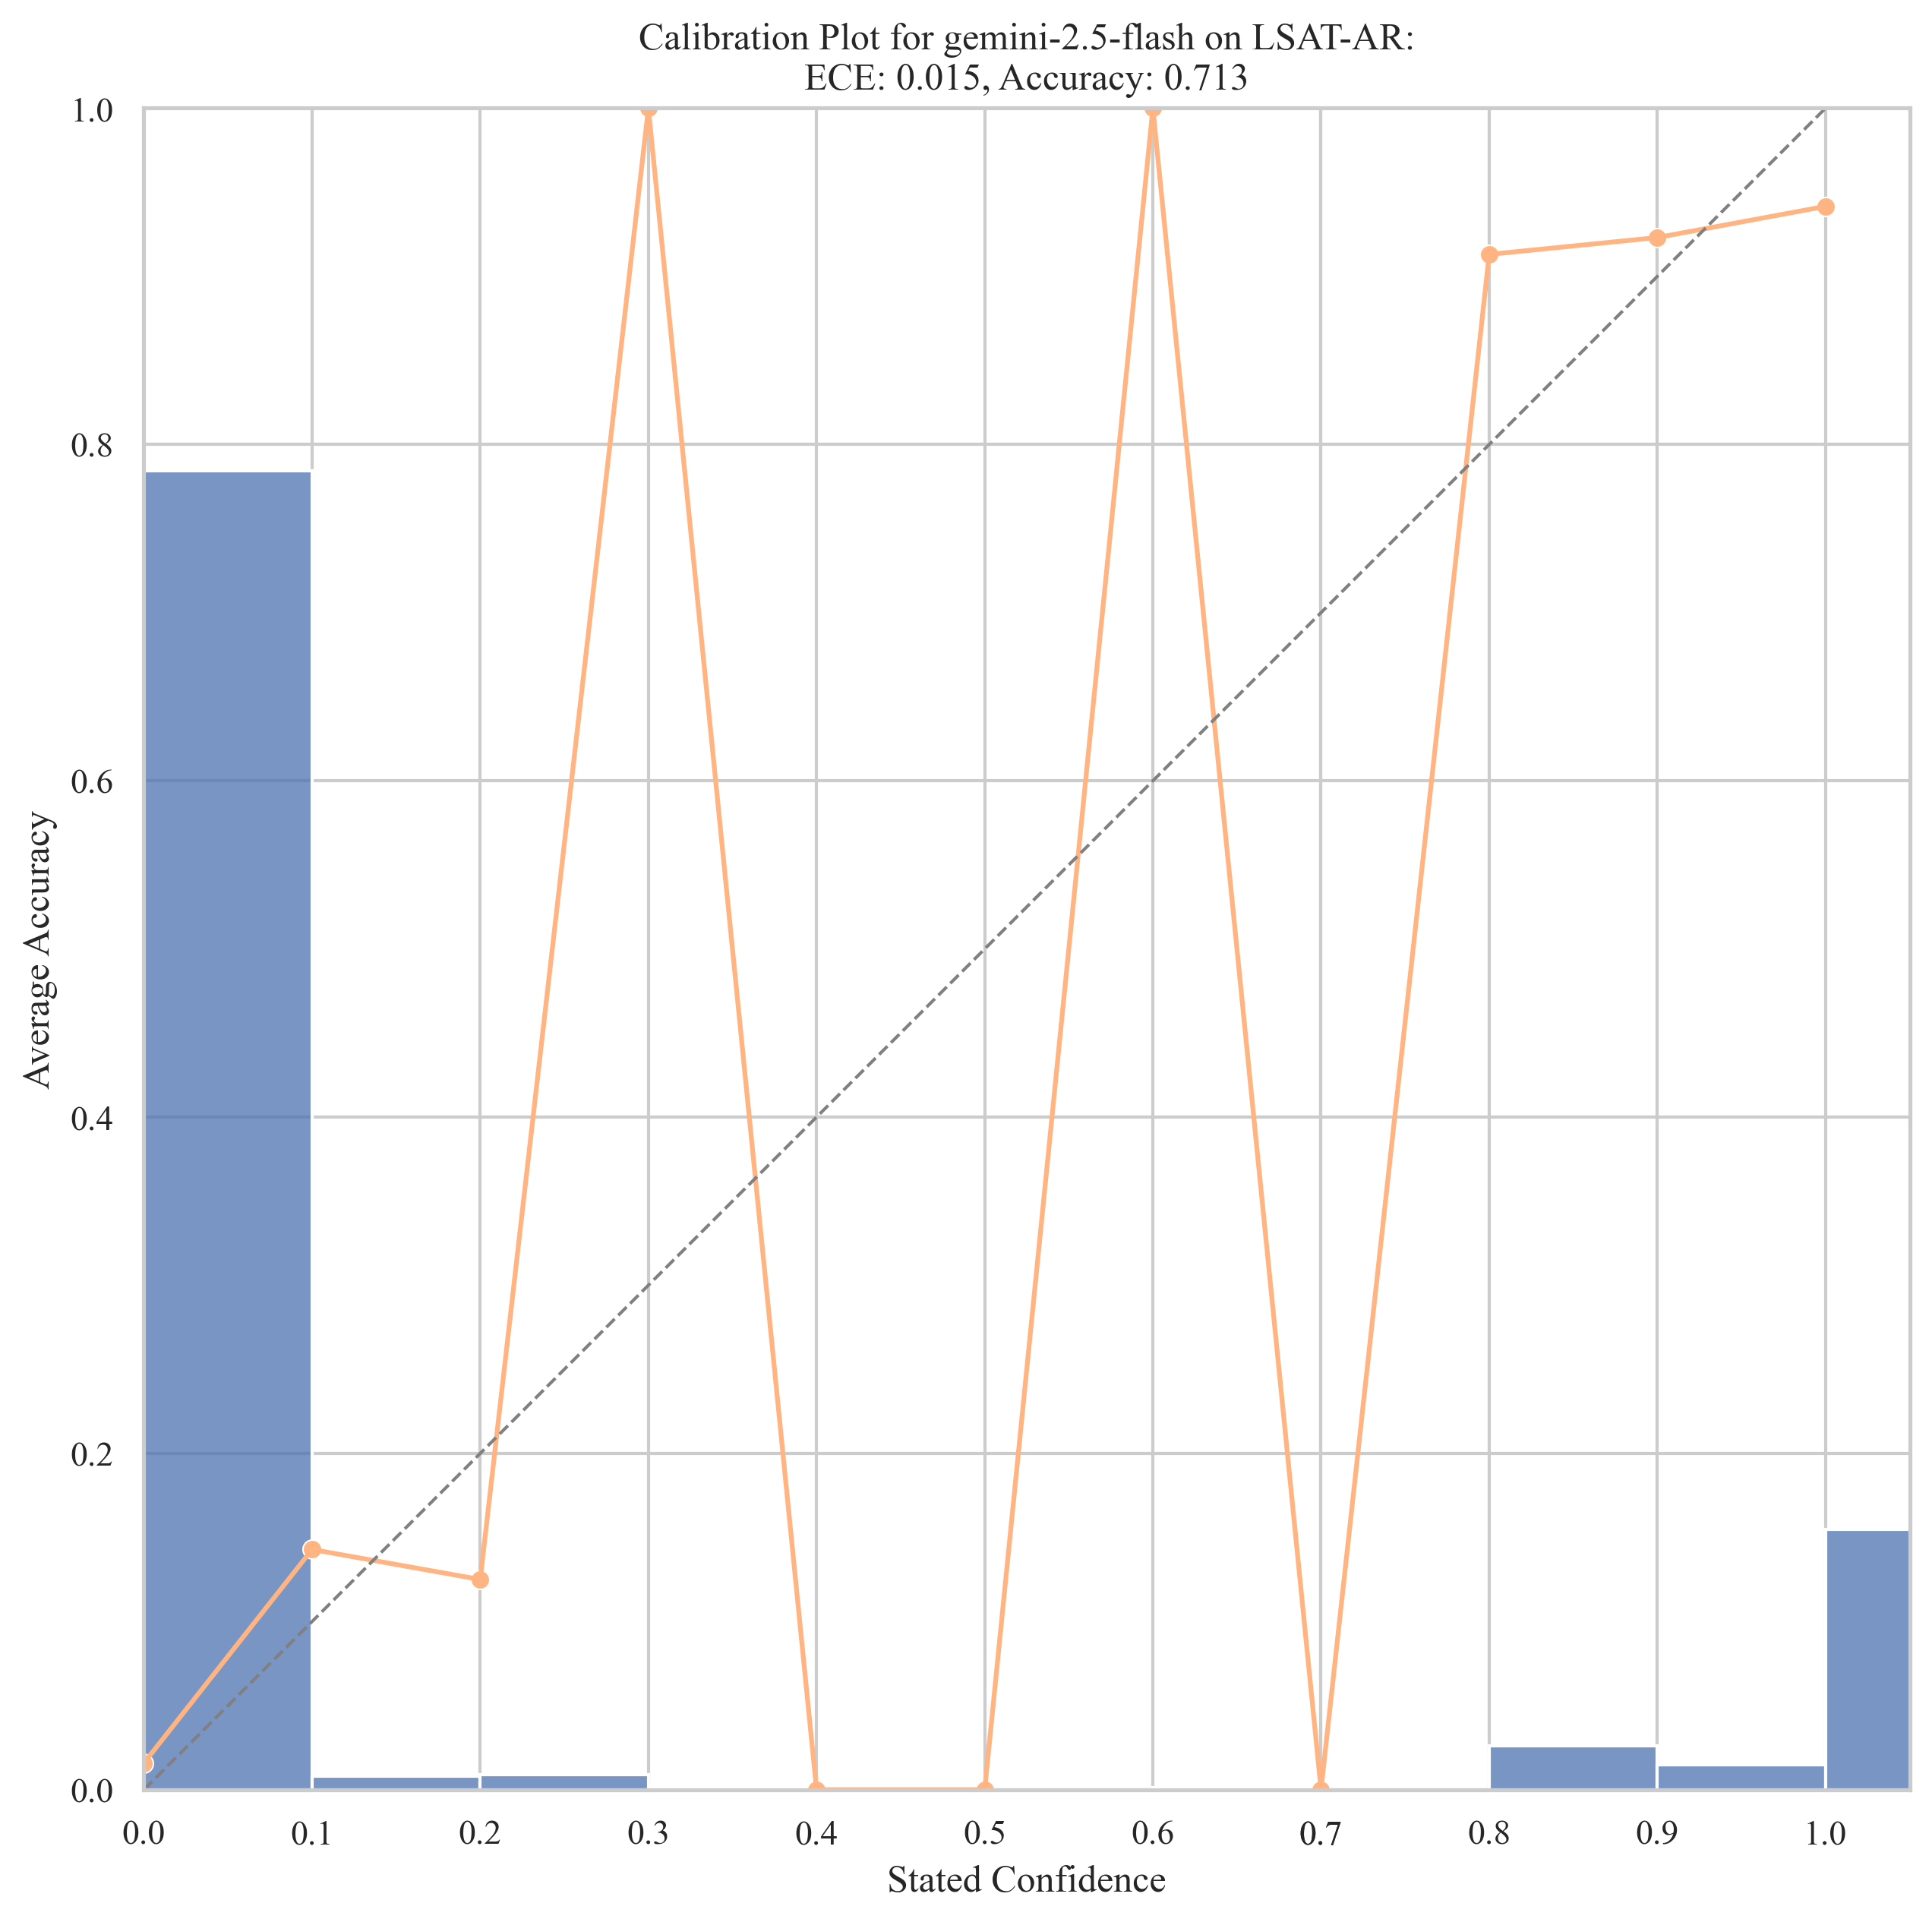 Calibration Plot for gemini-2.5-flash on LSAT-AR:
ECE: 0.015, Accuracy: 0.713
1.0
0.8
0.6
0.4
0.2
0.0
Average Accuracy
0.0 0.1 0.2 0.3 0.4 0.5 0.6 0.7 0.8 0.9 1.0
Stated Confidence